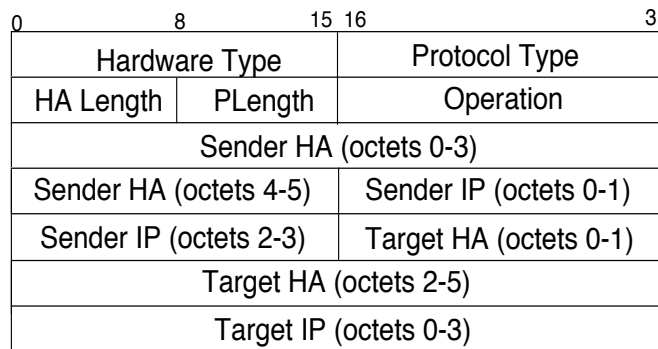 0 8 15 16 3
Hardware Type Protocol Type
HA Length PLength Operation
Sender HA (octets 0-3)
Sender HA (octets 4-5) Sender IP (octets 0-1)
Sender IP (octets 2-3) Target HA (octets 0-1)
Target HA (octets 2-5)
Target IP (octets 0-3)